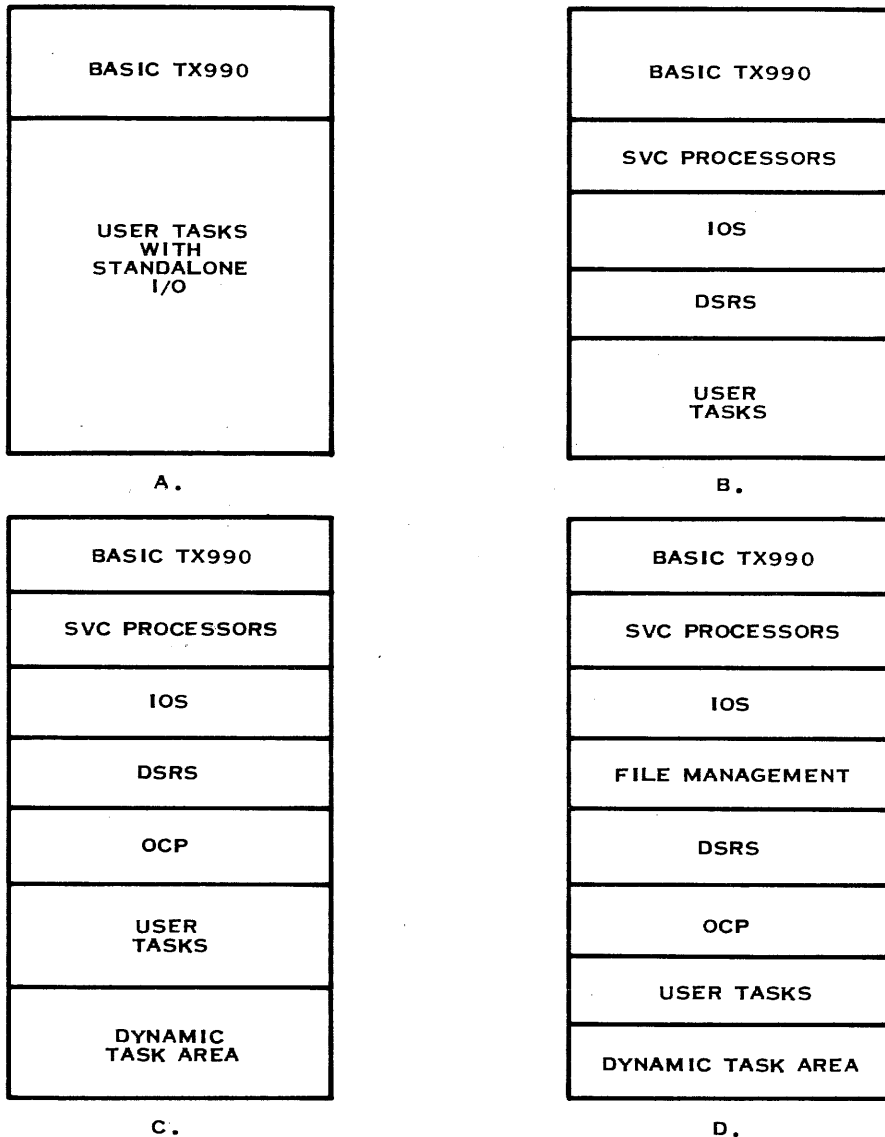 BASIC TX990
USER TASKS
WITH
STANDALONE
I/O
A.
BASIC TX990
SVC PROCESSORS
IOS
DSRS
USER
TASKS
B.
BASIC TX990
SVC PROCESSORS
IOS
DSRS
OCP
USER
TASKS
DYNAMIC
TASK AREA
C.
BASIC TX990
SVC PROCESSORS
IOS
FILE MANAGEMENT
DSRS
OCP
USER TASKS
DYNAMIC TASK AREA
D.